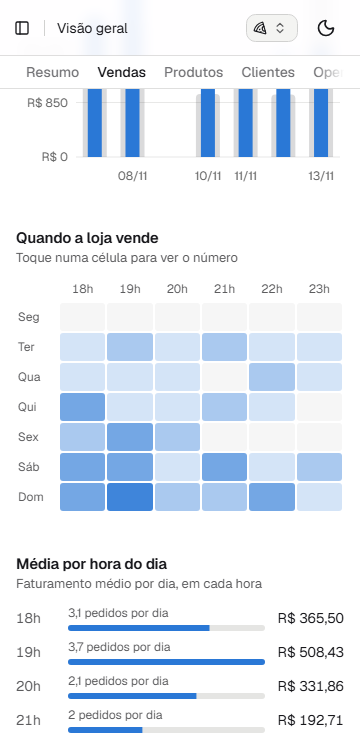 Visão geral
Resumo Vendas Produtos Clientes Ope
R$ 850
R$ 0
08/11 10/11 11/11 13/11
Quando a loja vende
Toque numa célula para ver o número
18h 19h 20h 21h 22h 23h
Seg
Ter
Qua
Qui
Sex
Sáb
Dom
Média por hora do dia
Faturamento médio por dia, em cada hora
18h 3,1 pedidos por dia R$ 365,50
19h 3,7 pedidos por dia R$ 508,43
20h 2,1 pedidos por dia R$ 331,86
21h 2 pedidos por dia R$ 192,71